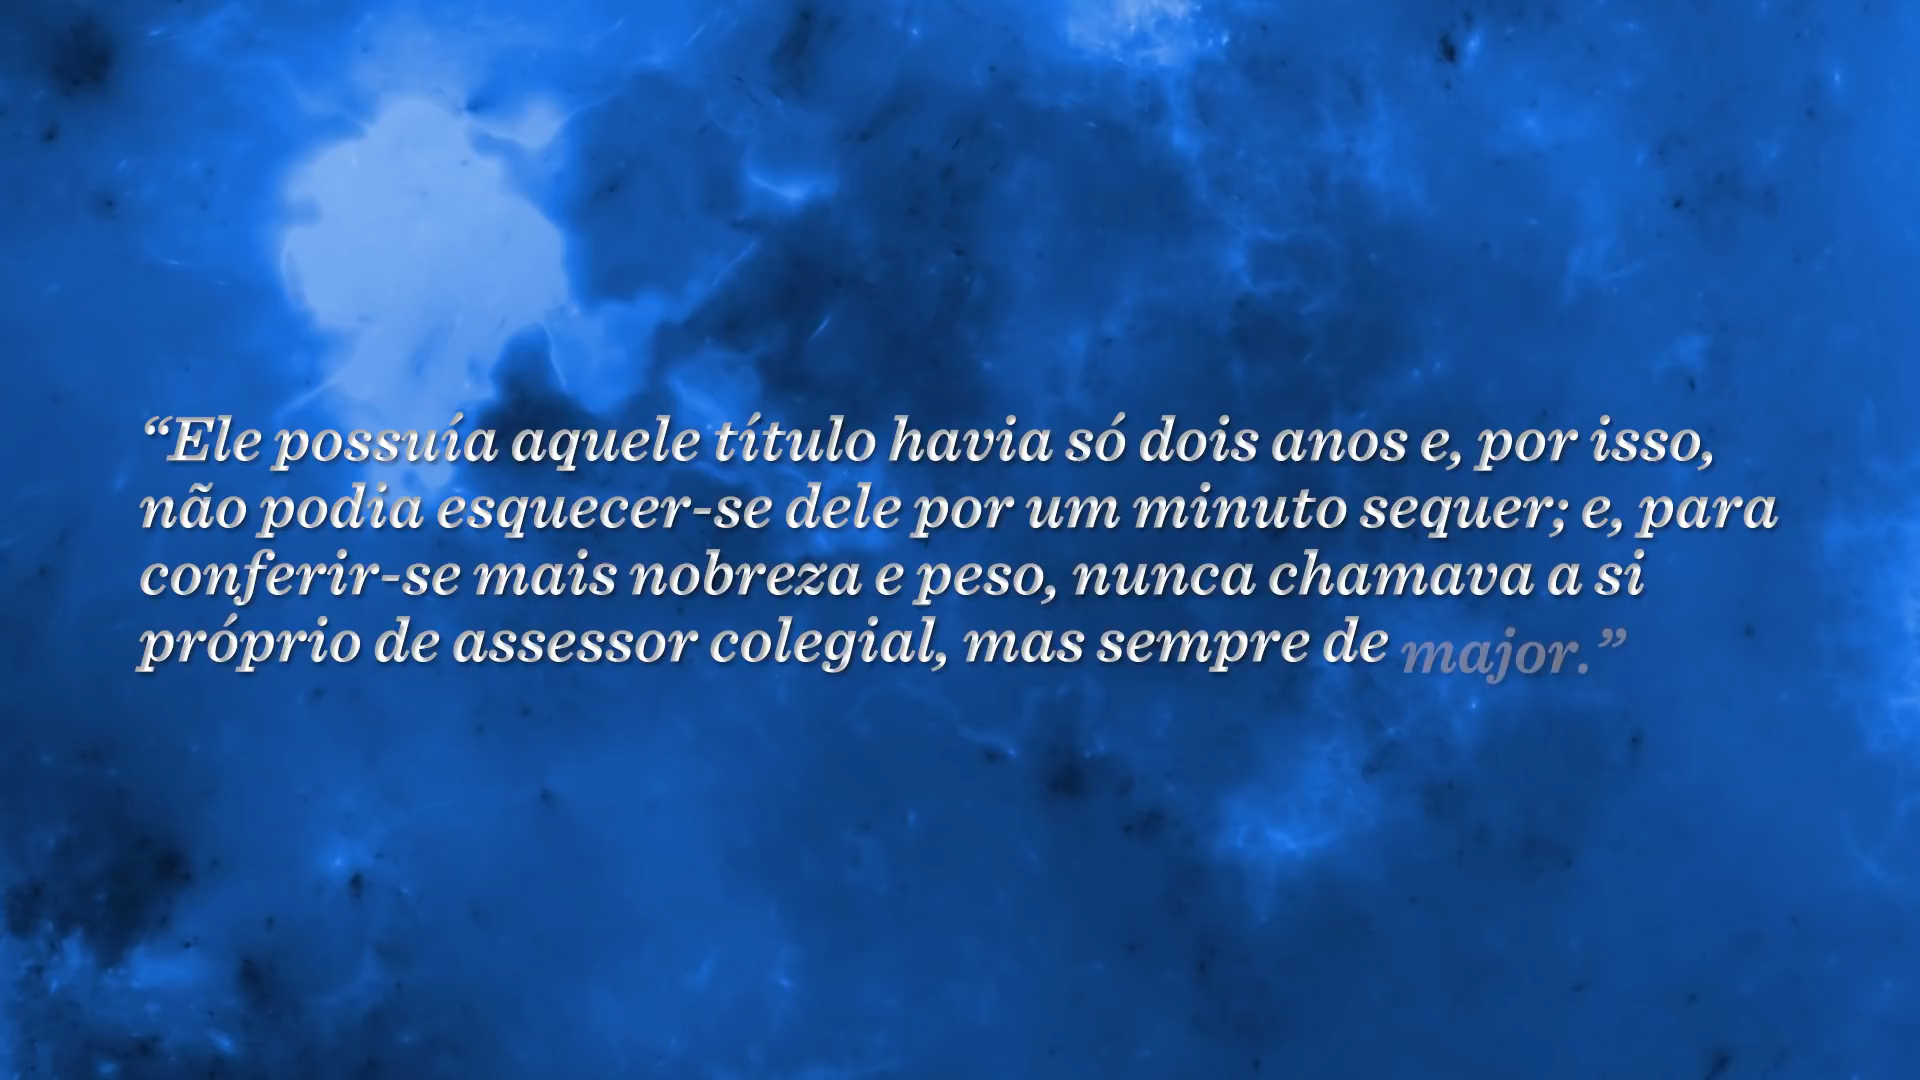 “Ele possuía aquele título havia só dois anos e, por isso,
não podia esquecer-se dele por um minuto sequer; e, para
conferir-se mais nobreza e peso, nunca chamava a si
próprio de assessor colegial, mas sempre de major.”